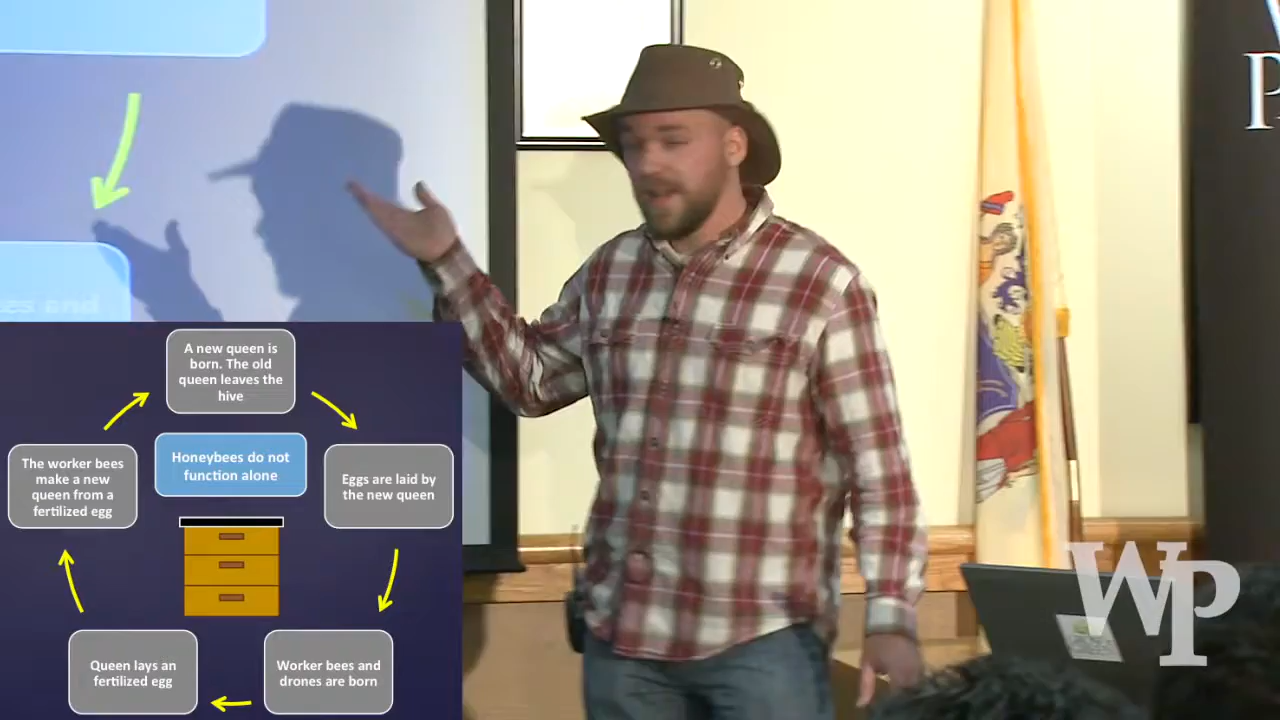 es and
A new queen is
born. The old
queen leaves the
hive
The worker bees
make a new
queen from a
fertilized egg
Honeybees do not
function alone
Eggs are laid by
the new queen
Queen lays an
fertilized egg
Worker bees and
drones are born
P
WP